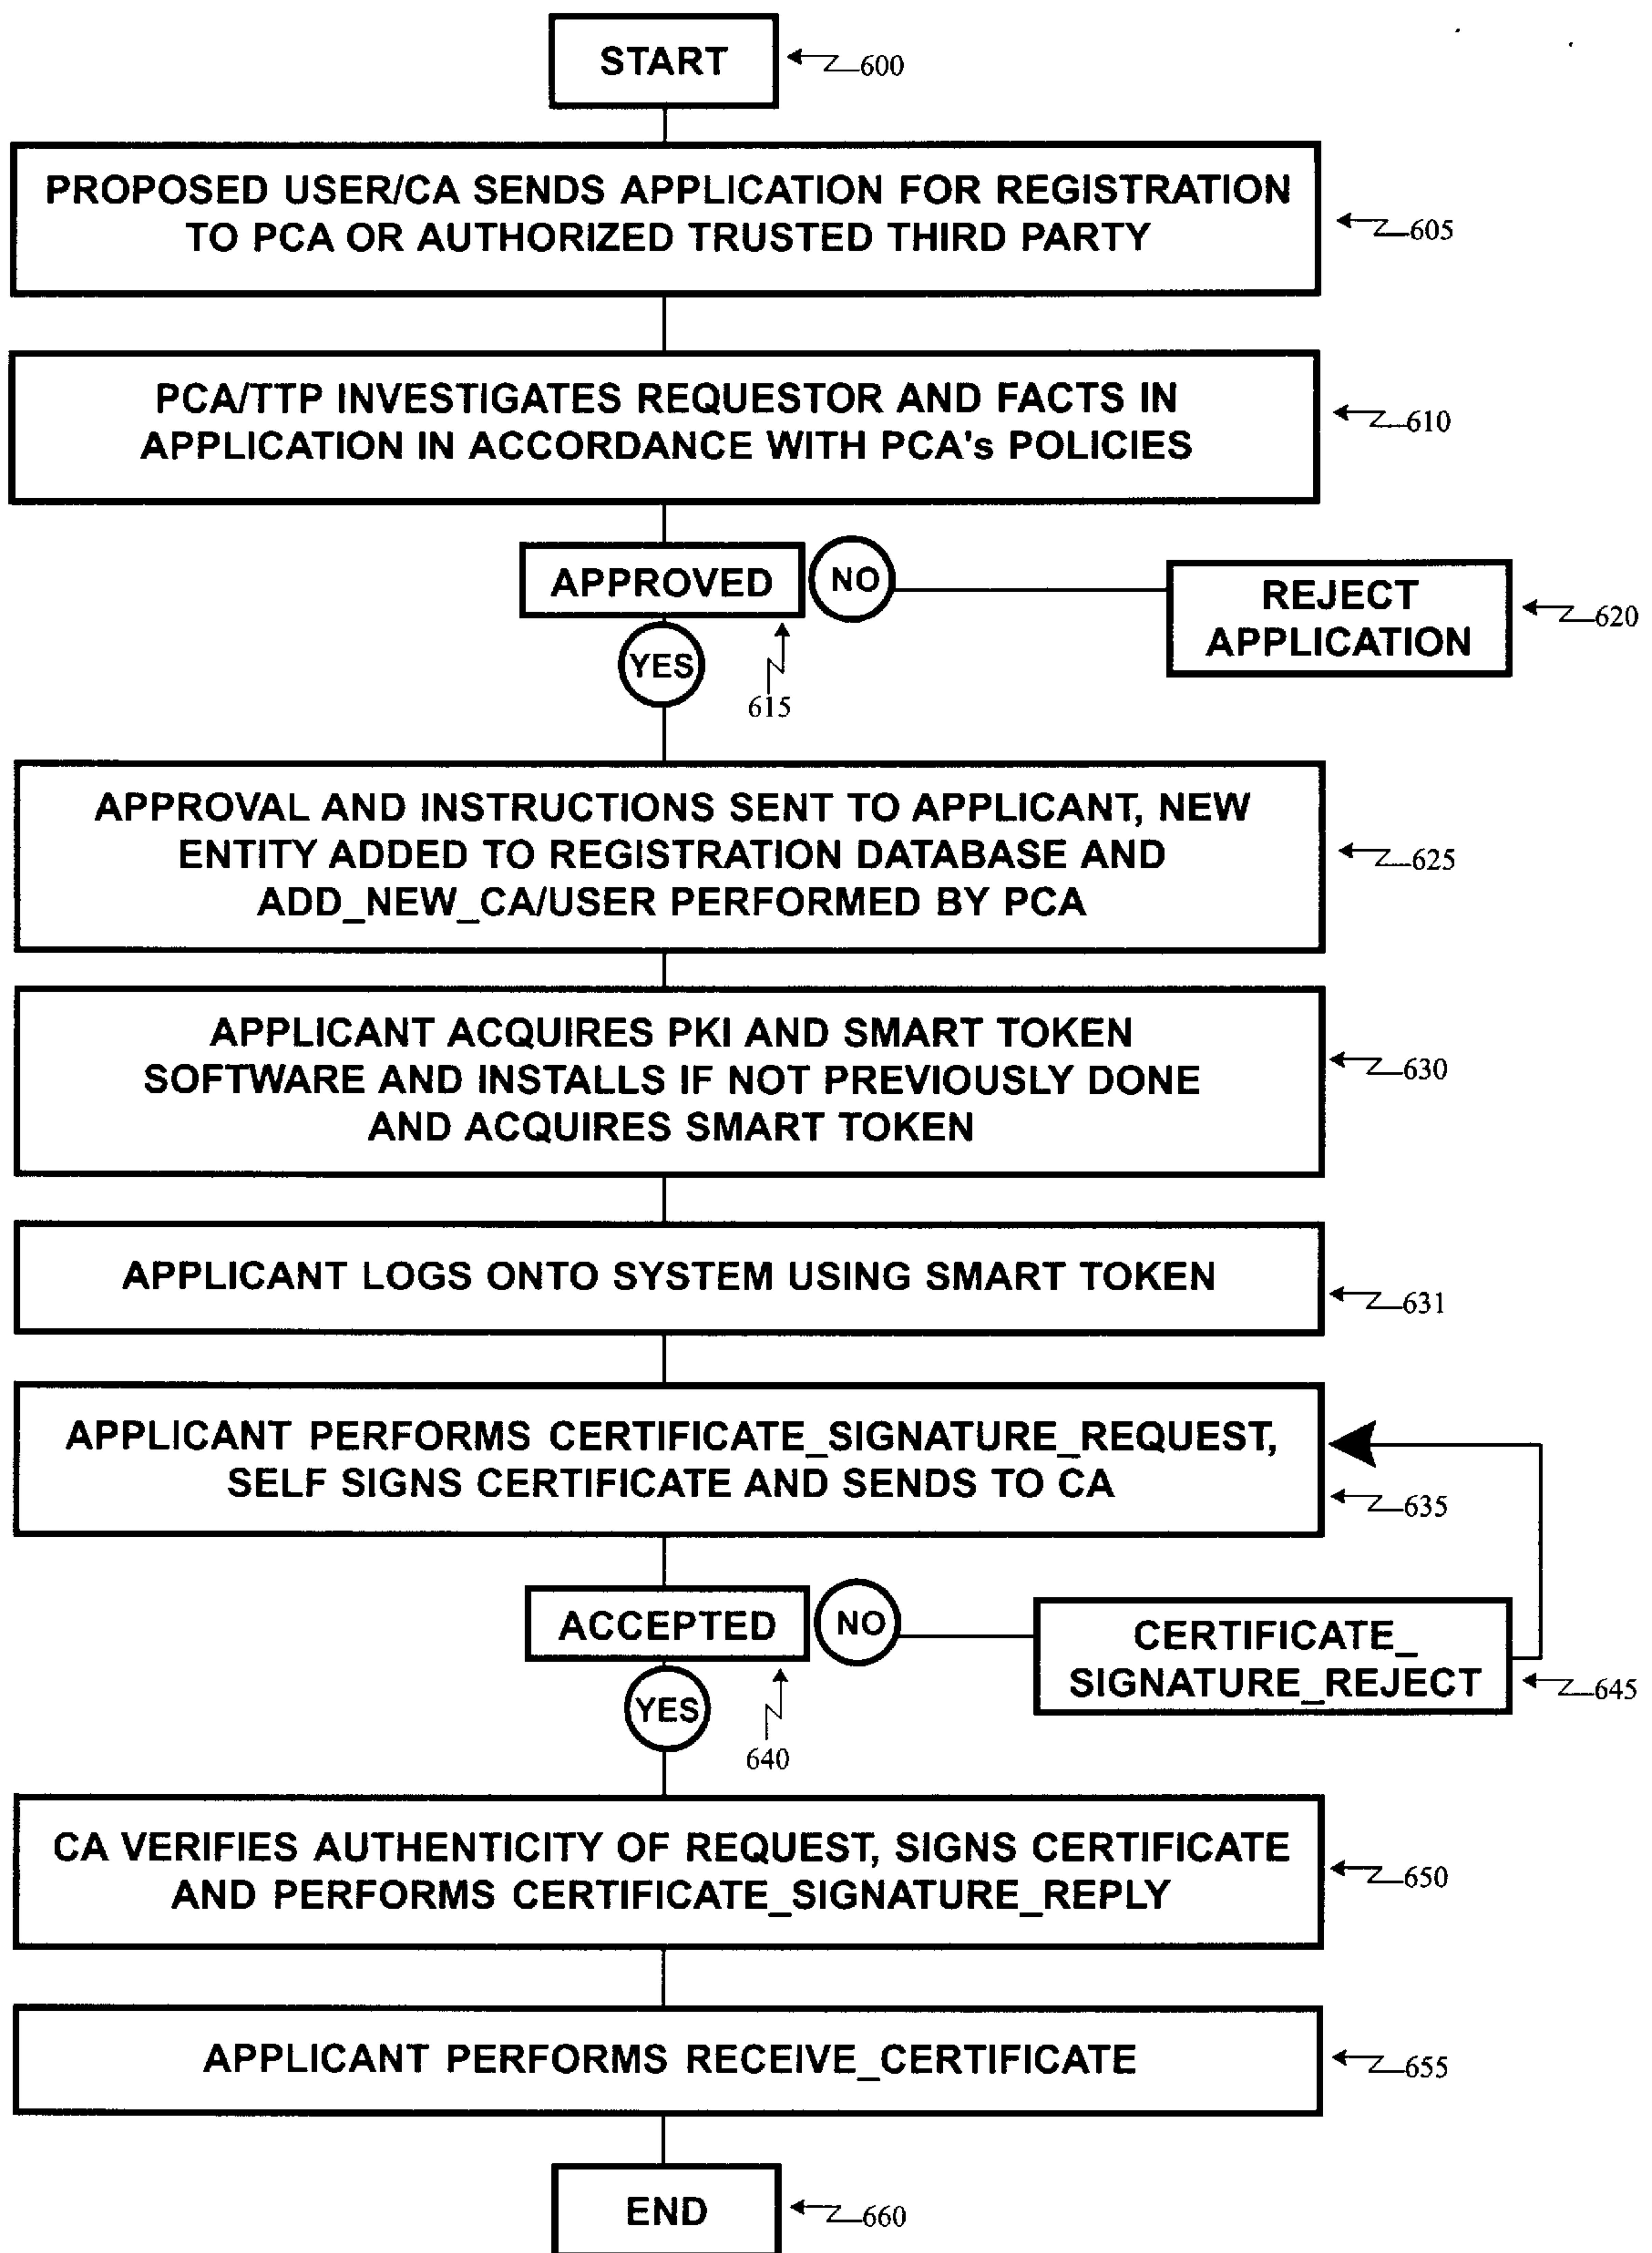 START
600
PROPOSED USER/CA SENDS APPLICATION FOR REGISTRATION
TO PCA OR AUTHORIZED TRUSTED THIRD PARTY
605
PCA/TTP INVESTIGATES REQUESTOR AND FACTS IN
APPLICATION IN ACCORDANCE WITH PCA's POLICIES
610
APPROVED
NO
REJECT
APPLICATION
620
YES
615
APPROVAL AND INSTRUCTIONS SENT TO APPLICANT, NEW
ENTITY ADDED TO REGISTRATION DATABASE AND
ADD_NEW_CA/USER PERFORMED BY PCA
625
APPLICANT ACQUIRES PKI AND SMART TOKEN
SOFTWARE AND INSTALLS IF NOT PREVIOUSLY DONE
AND ACQUIRES SMART TOKEN
630
APPLICANT LOGS ONTO SYSTEM USING SMART TOKEN
631
APPLICANT PERFORMS CERTIFICATE_SIGNATURE_REQUEST,
SELF SIGNS CERTIFICATE AND SENDS TO CA
635
ACCEPTED
NO
CERTIFICATE_
SIGNATURE_REJECT
645
YES
640
CA VERIFIES AUTHENTICITY OF REQUEST, SIGNS CERTIFICATE
AND PERFORMS CERTIFICATE_SIGNATURE_REPLY
650
APPLICANT PERFORMS RECEIVE_CERTIFICATE
655
END
660